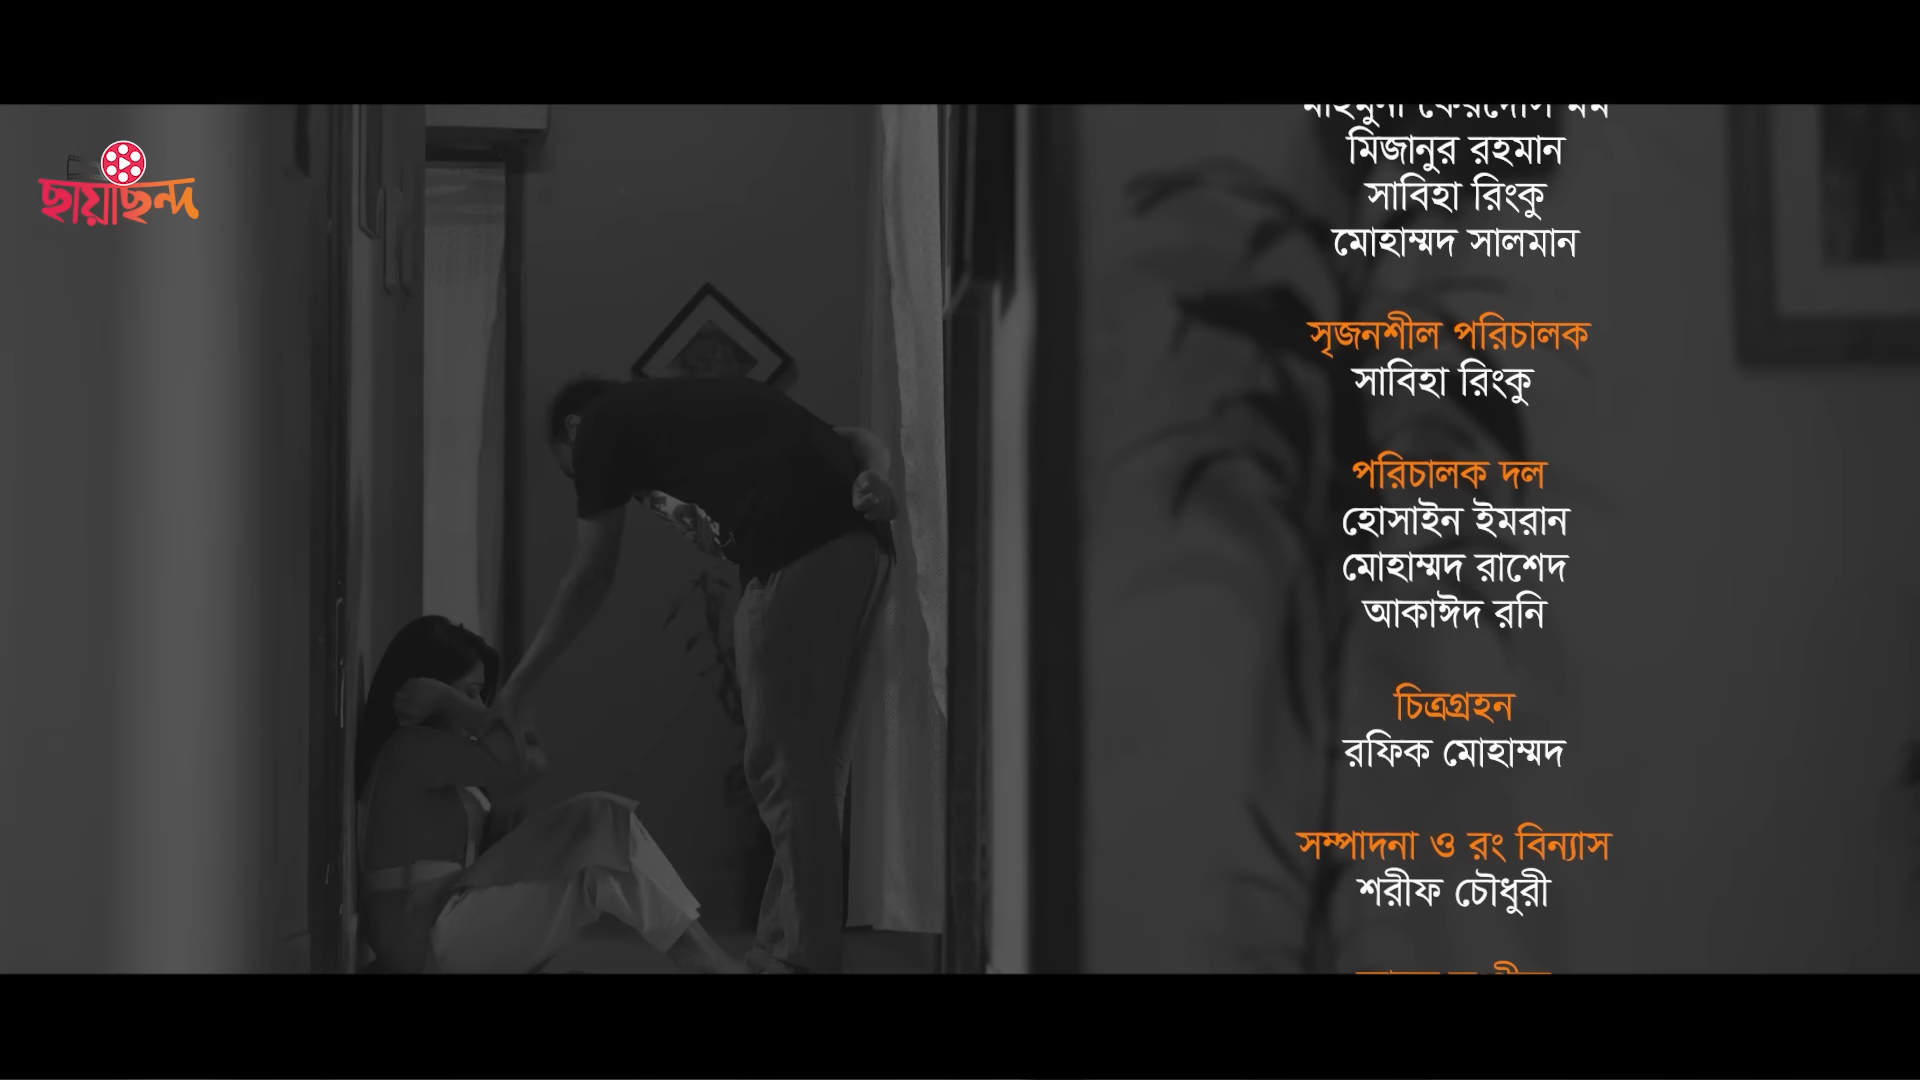 ছায়াছন্দ
মিজানুর রহমান
সাবিহা রিংকু
মোহাম্মদ সালমান
সৃজনশীল পরিচালক
সাবিহা রিংকু
পরিচালক দল
হোসাইন ইমরান
মোহাম্মদ রাশেদ
আকাঈদ রনি
চিত্রগ্রহন
রফিক মোহাম্মদ
সম্পাদনা ও রং বিন্যাস
শরীফ চৌধুরী